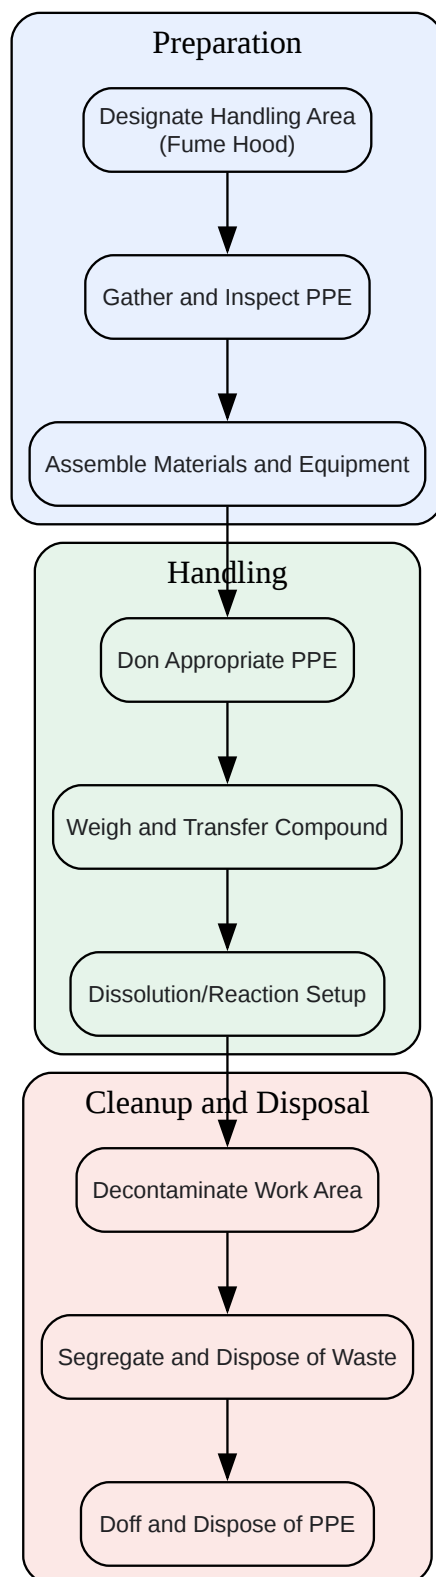 Preparation
Designate Handling Area
(Fume Hood)
Gather and Inspect PPE
Assemble Materials and Equipment
Handling
Don Appropriate PPE
Weigh and Transfer Compound
Dissolution/Reaction Setup
Cleanup and Disposal
Decontaminate Work Area
Segregate and Dispose of Waste
Doff and Dispose of PPE